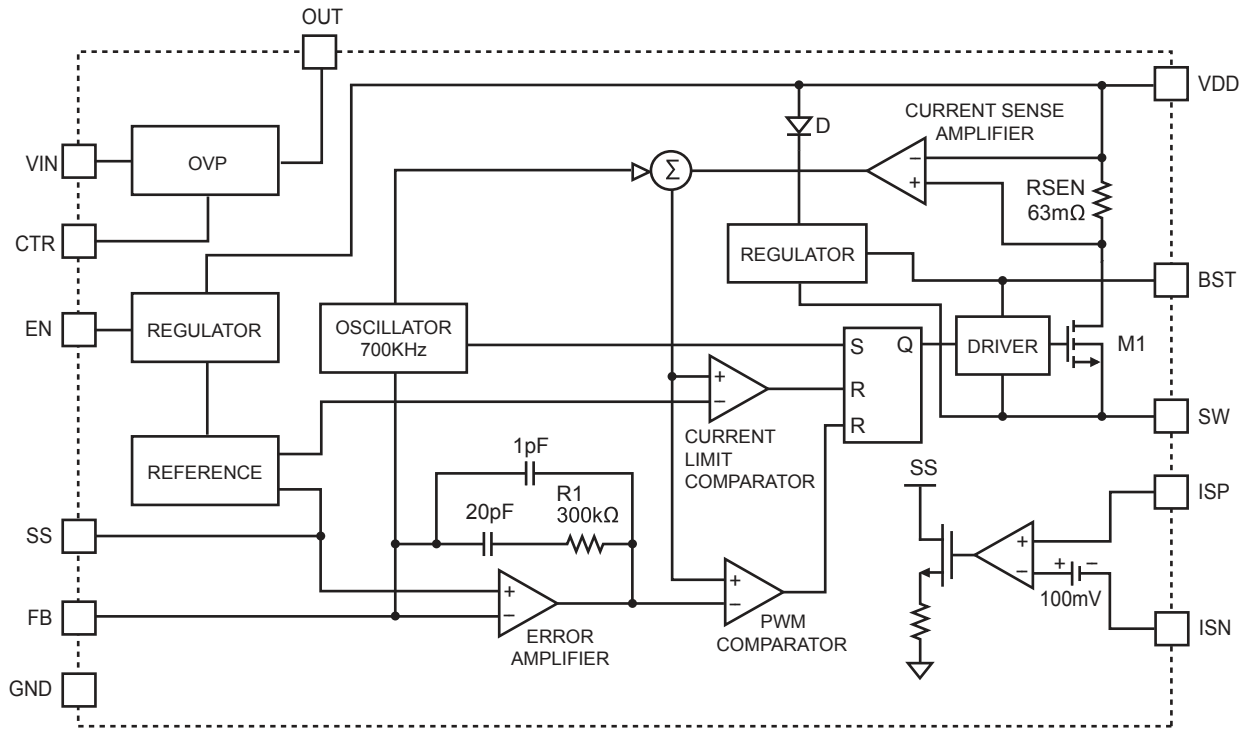 OUT
VDD
CURRENT SENSE
AMPLIFIER
D
VIN
OVP
−
+
Σ
RSEN
63mΩ
CTR
REGULATOR
BST
EN
REGULATOR
OSCILLATOR
700KHz
S
Q
DRIVER
M1
+
−
R
R
SW
CURRENT
LIMIT
COMPARATOR
REFERENCE
1pF
20pF
R1
300kΩ
SS
ISP
SS
+
−
+ −
100mV
+
−
ERROR
AMPLIFIER
+
−
PWM
COMPARATOR
FB
ISN
GND